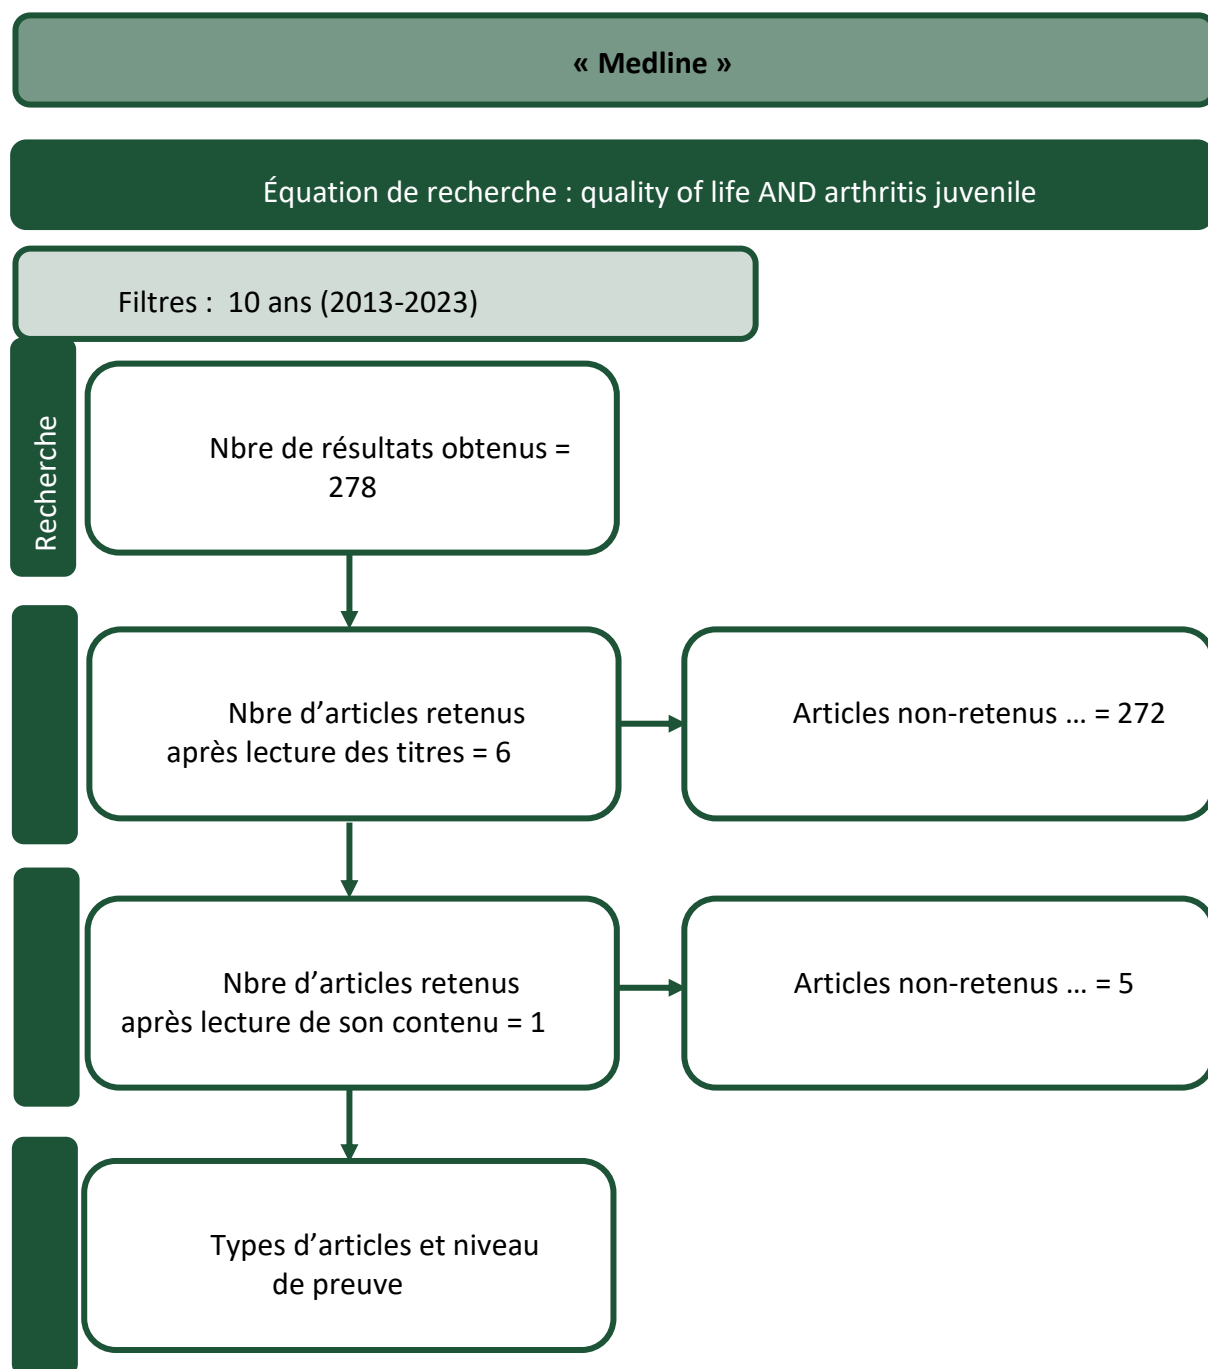 « Medline »
Équation de recherche : quality of life AND arthritis juvenile
Filtres : 10 ans (2013-2023)
Recherche
Nbre de résultats obtenus =
278
Nbre d’articles retenus
après lecture des titres = 6
Articles non-retenus … = 272
Nbre d’articles retenus
après lecture de son contenu = 1
Articles non-retenus … = 5
Types d’articles et niveau
de preuve